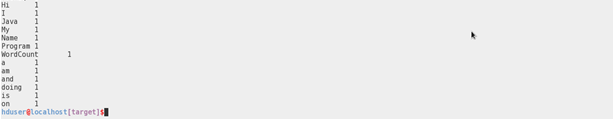 Hi 1
I 1
Java 1
My 1
Name 1
Program 1
WordCount 1
a 1
am 1
and 1
doing 1
is 1
on 1
hduser@localhost[target]$